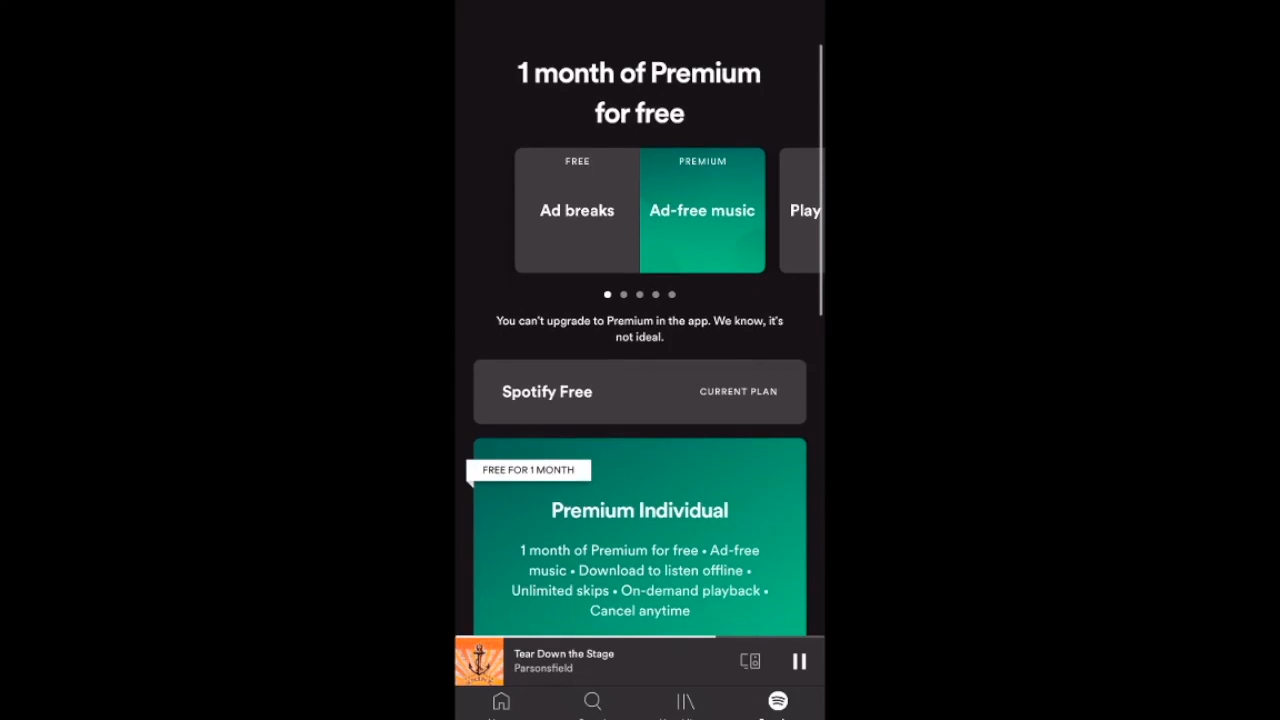 1 month of Premium
for free
FREE
PREMIUM
Ad breaks
Ad-free music
Play
You can't upgrade to Premium in the app. We know, it's
not ideal.
Spotify Free
CURRENT PLAN
FREE FOR 1 MONTH
Premium Individual
1 month of Premium for free • Ad-free
music • Download to listen offline •
Unlimited skips • On-demand playback •
Cancel anytime
Tear Down the Stage
Parsonsfield